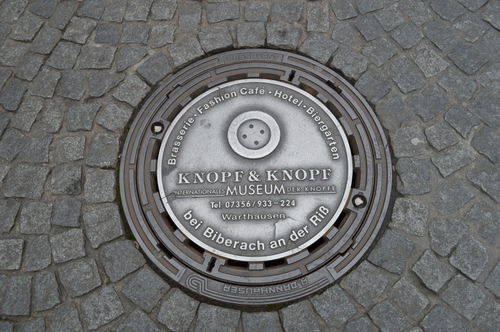 Brasserie · Fashion Café · Hotel · Biergarten
KNOPF & KNOPF
INTERNATIONALES MUSEUM DER KNÖPFE
Tel. 07356/933-224
Warthausen
bei Biberach an der Riß